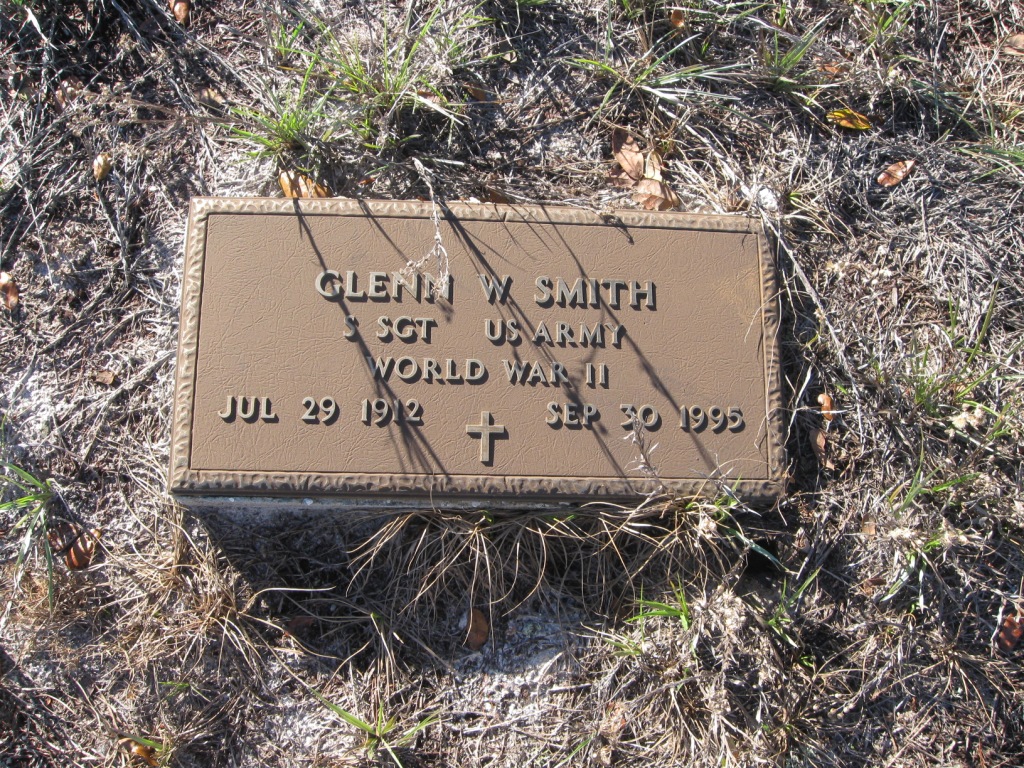 GLENN W SMITH
S SGT US ARMY
WORLD WAR II
JUL 29 1912 SEP 30 1995